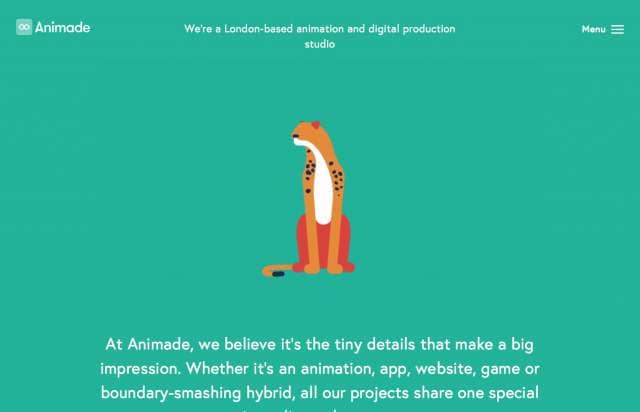 Animade
We're a London-based animation and digital production
studio
Menu
At Animade, we believe it's the tiny details that make a big
impression. Whether it's an animation, app, website, game or
boundary-smashing hybrid, all our projects share one special